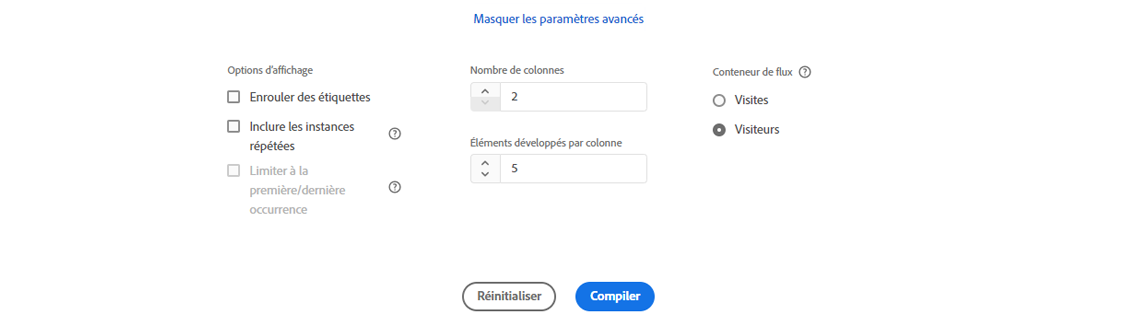 Masquer les paramètres avancés
Options d'affichage
Enrouler des étiquettes
Inclure les instances
répétées
Limiter à la
première/dernière
occurrence
Nombre de colonnes
2
Éléments développés par colonne
5
Conteneur de flux
Visites
Visiteurs
Réinitialiser
Compiler